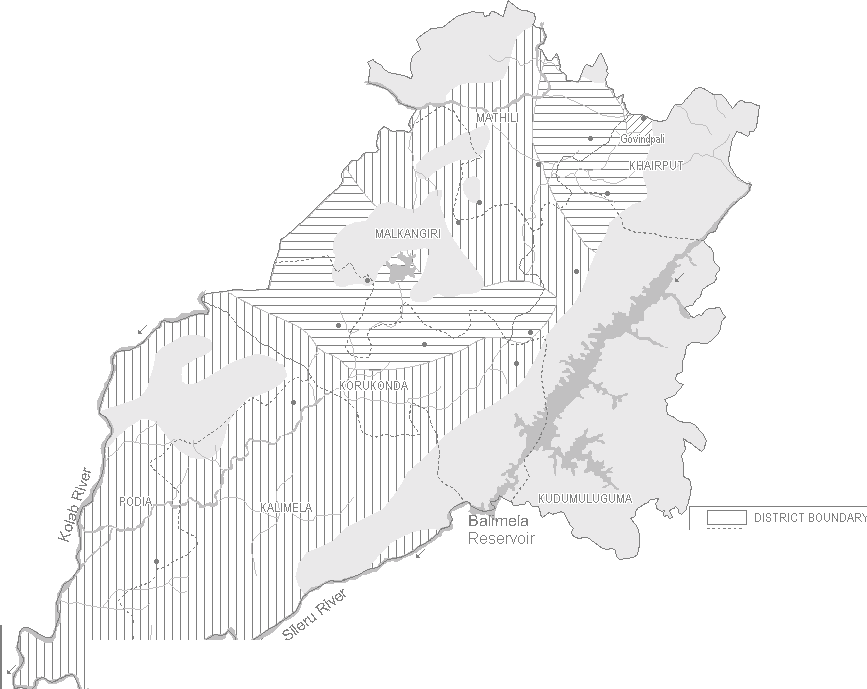 MATHILI
Govindpali
KHAIRPUT
MALKANGIRI
KORUKONDA
Kolab River
PODIA
KALIMELA
KUDUMULUGUMA
Balimela
Reservoir
DISTRICT BOUNDARY
Sileru River